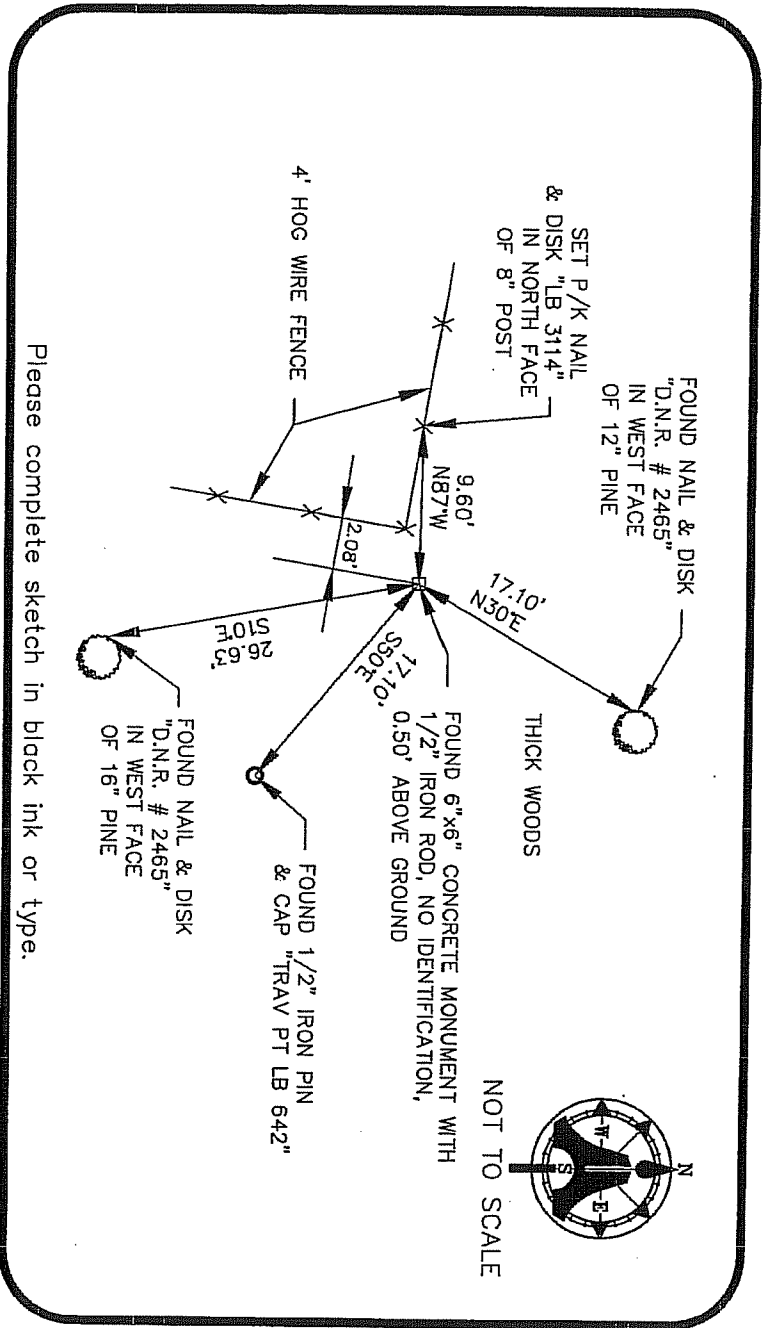 FOUND NAIL & DISK
"D.N.R. # 2465"
IN WEST FACE
OF 12" PINE
SET P/K NAIL
& DISK "LB 3114"
IN NORTH FACE
OF 8" POST
4' HOG WIRE FENCE
9.60'
N87°W
17.10'
N30°E
THICK WOODS
2.08'
26.63'
S10°E
17.10'
S50°E
FOUND 6"x6" CONCRETE MONUMENT WITH
1/2" IRON ROD, NO IDENTIFICATION,
0.50' ABOVE GROUND
FOUND 1/2" IRON PIN
& CAP "TRAV PT LB 642"
FOUND NAIL & DISK
"D.N.R. # 2465"
IN WEST FACE
OF 16" PINE
N
W
E
S
NOT TO SCALE
Please complete sketch in black ink or type.